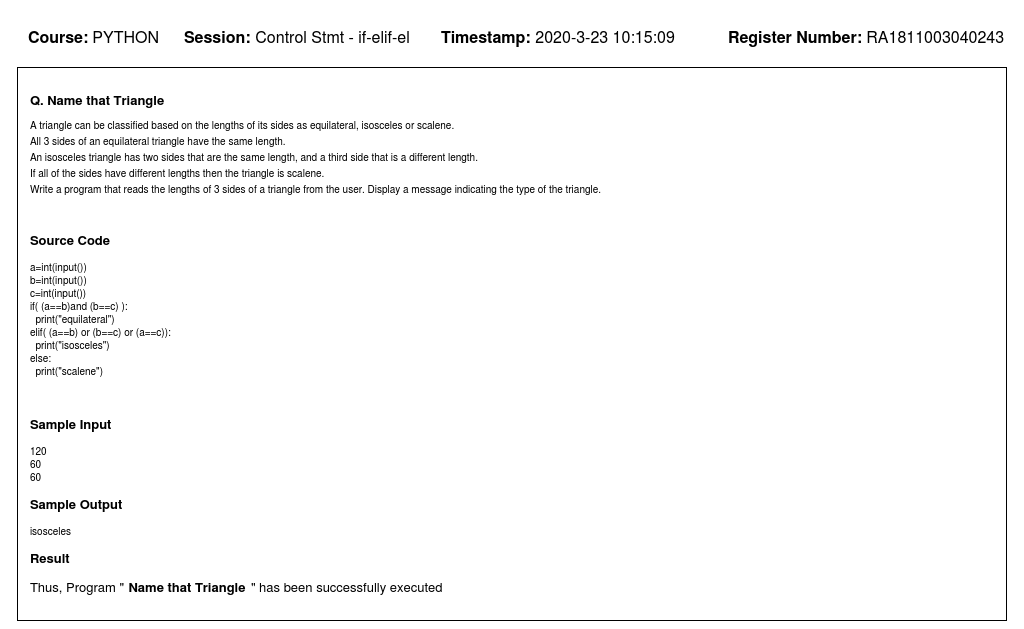 Course: PYTHON Session: Control Stmt - if-elif-el Timestamp: 2020-3-23 10:15:09 Register Number: RA1811003040243
Q. Name that Triangle
A triangle can be classified based on the lengths of its sides as equilateral, isosceles or scalene.
All 3 sides of an equilateral triangle have the same length.
An isosceles triangle has two sides that are the same length, and a third side that is a different length.
If all of the sides have different lengths then the triangle is scalene.
Write a program that reads the lengths of 3 sides of a triangle from the user. Display a message indicating the type of the triangle.
Source Code
a=int(input())
b=int(input())
c=int(input())
if( (a==b)and (b==c) ):
  print("equilateral")
elif( (a==b) or (b==c) or (a==c)):
  print("isosceles")
else:
  print("scalene")
Sample Input
120
60
60
Sample Output
isosceles
Result
Thus, Program " Name that Triangle " has been successfully executed